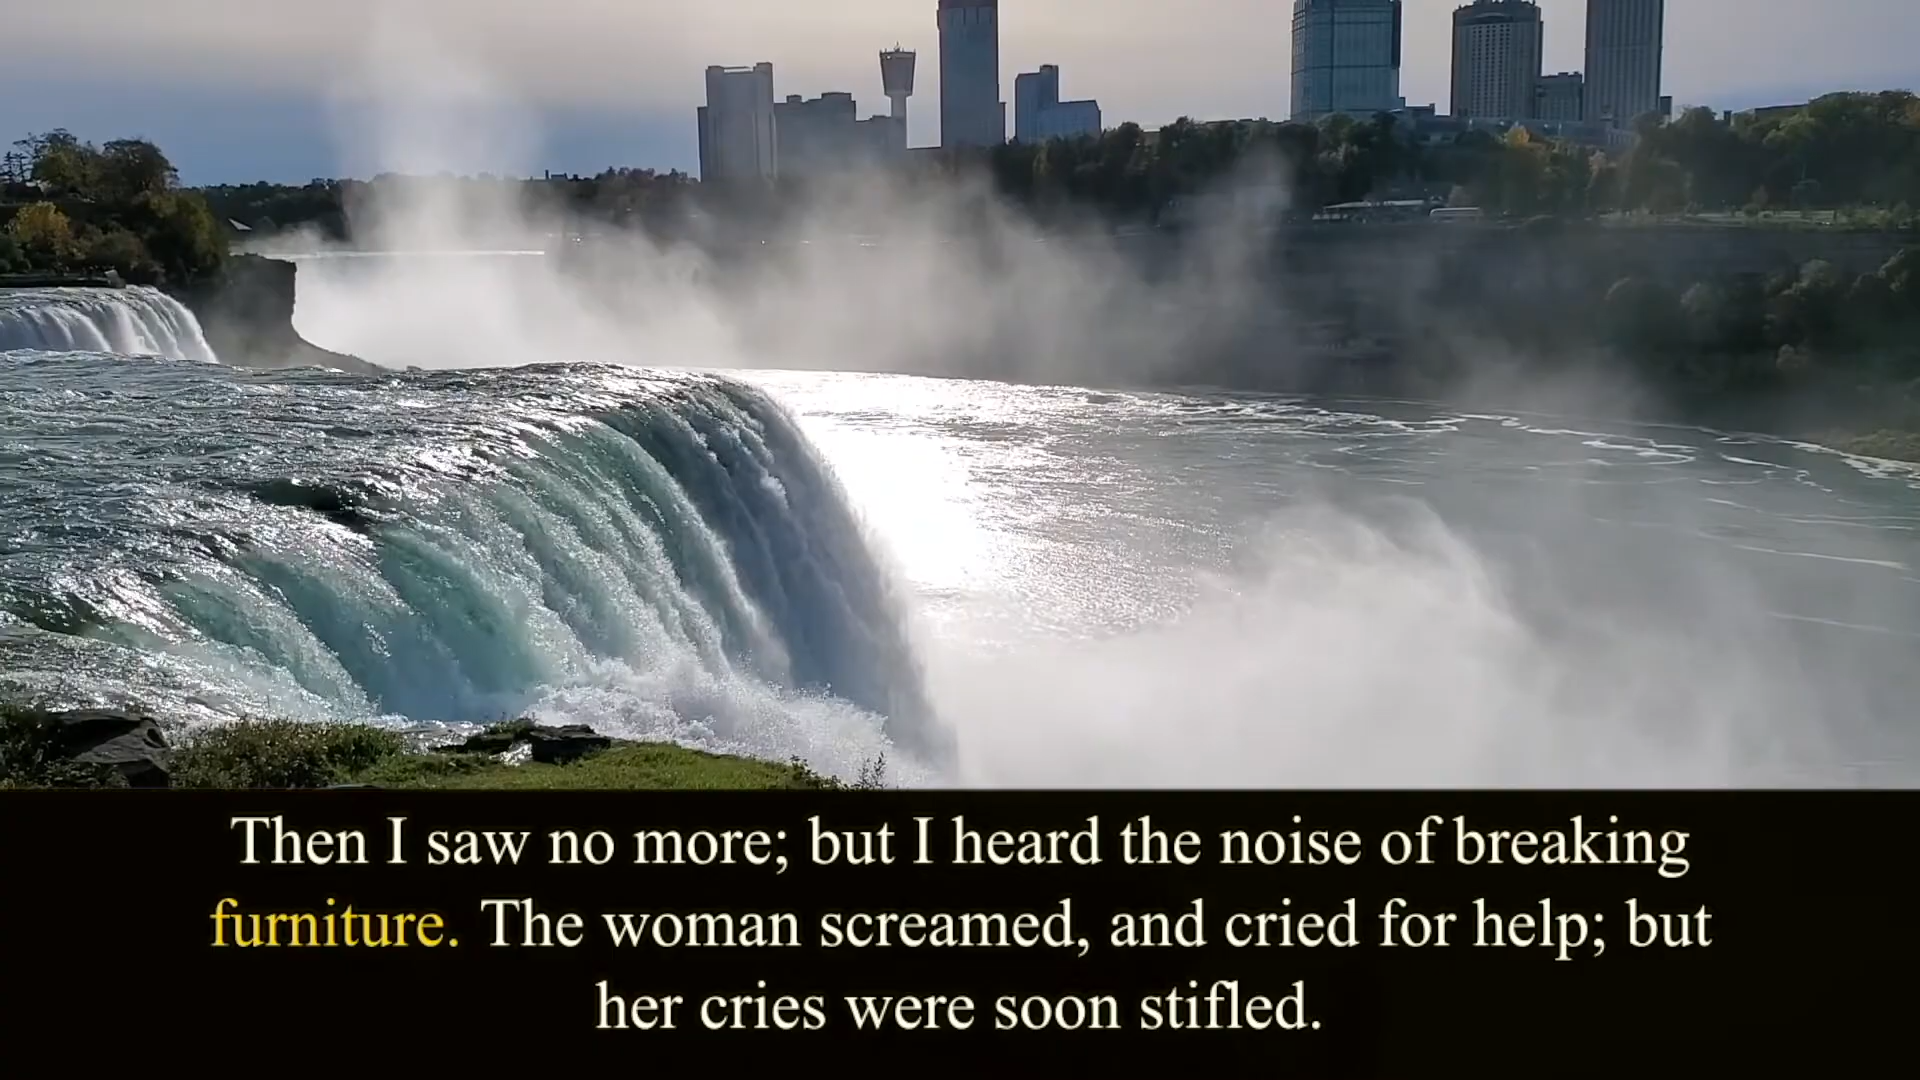 Then I saw no more; but I heard the noise of breaking
furniture. The woman screamed, and cried for help; but
her cries were soon stifled.